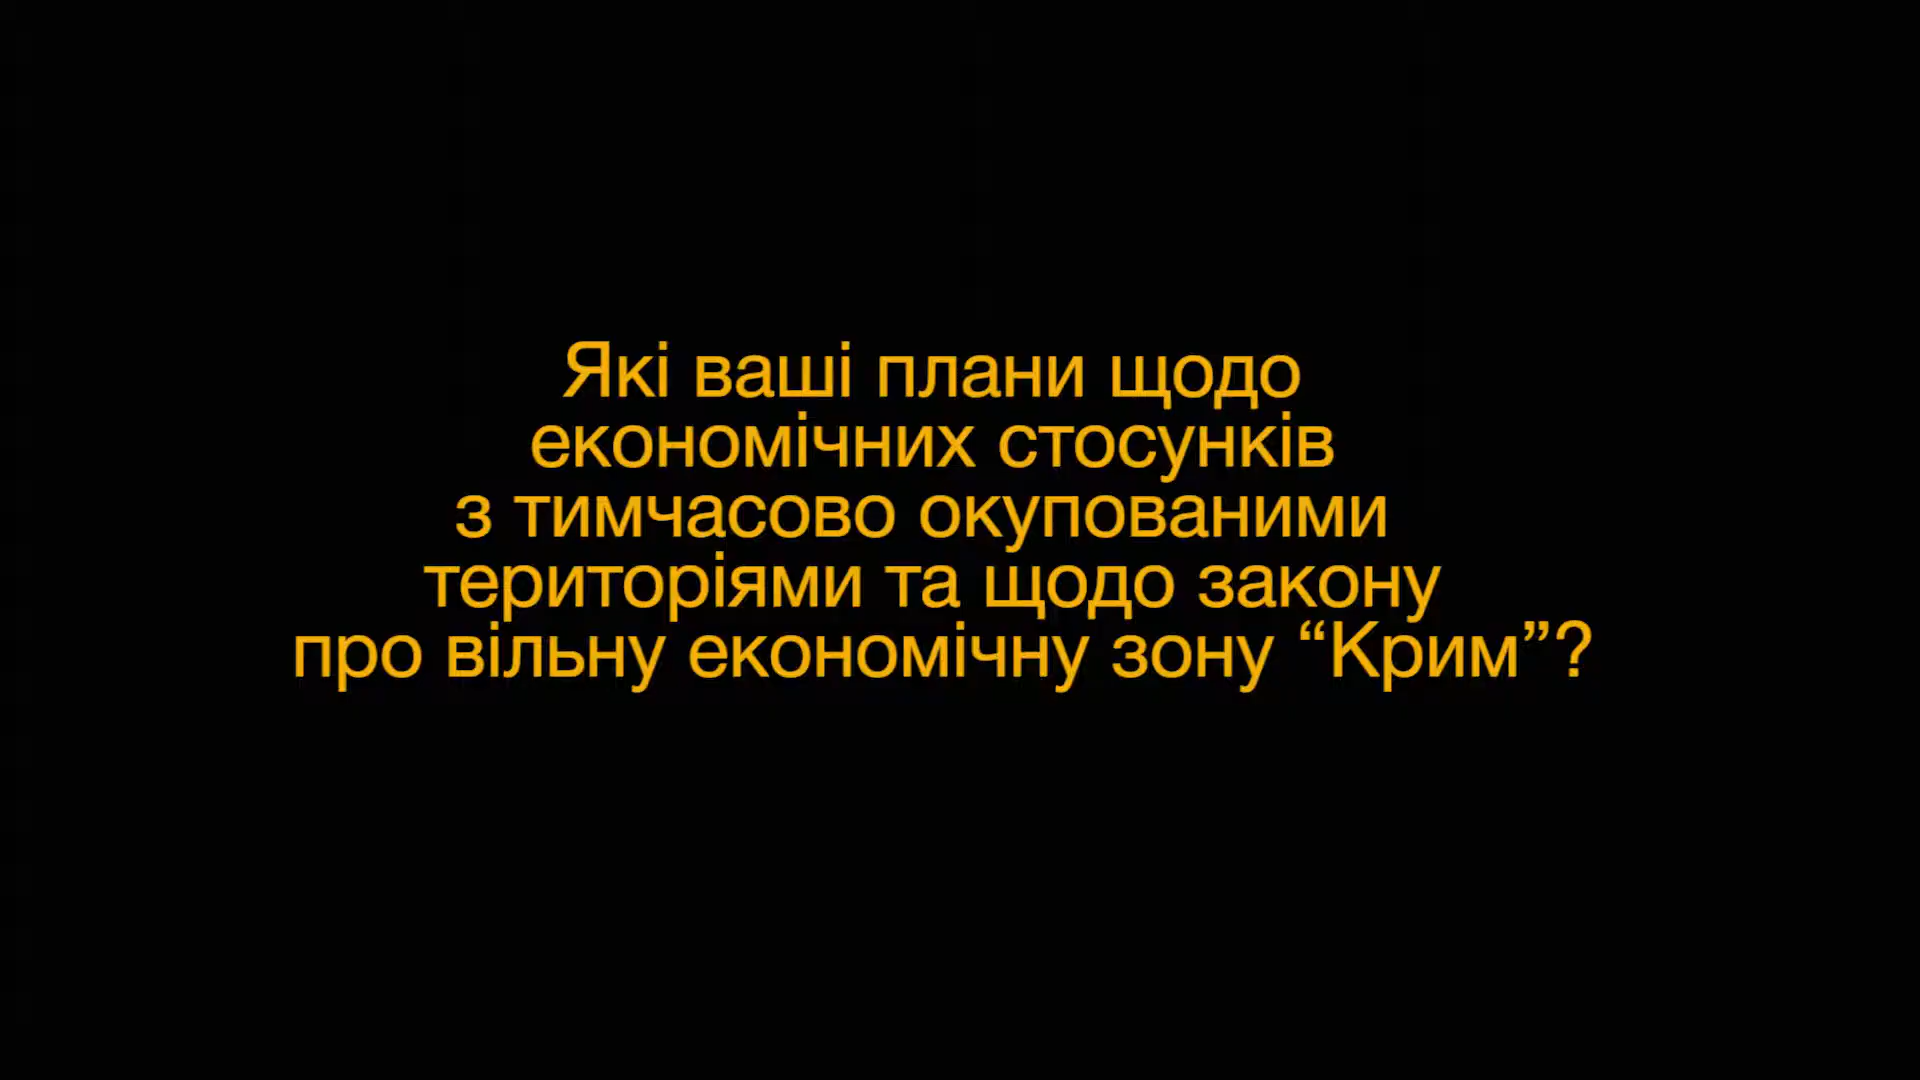 Які ваші плани щодо
економічних стосунків
з тимчасово окупованими
територіями та щодо закону
про вільну економічну зону “Крим”?